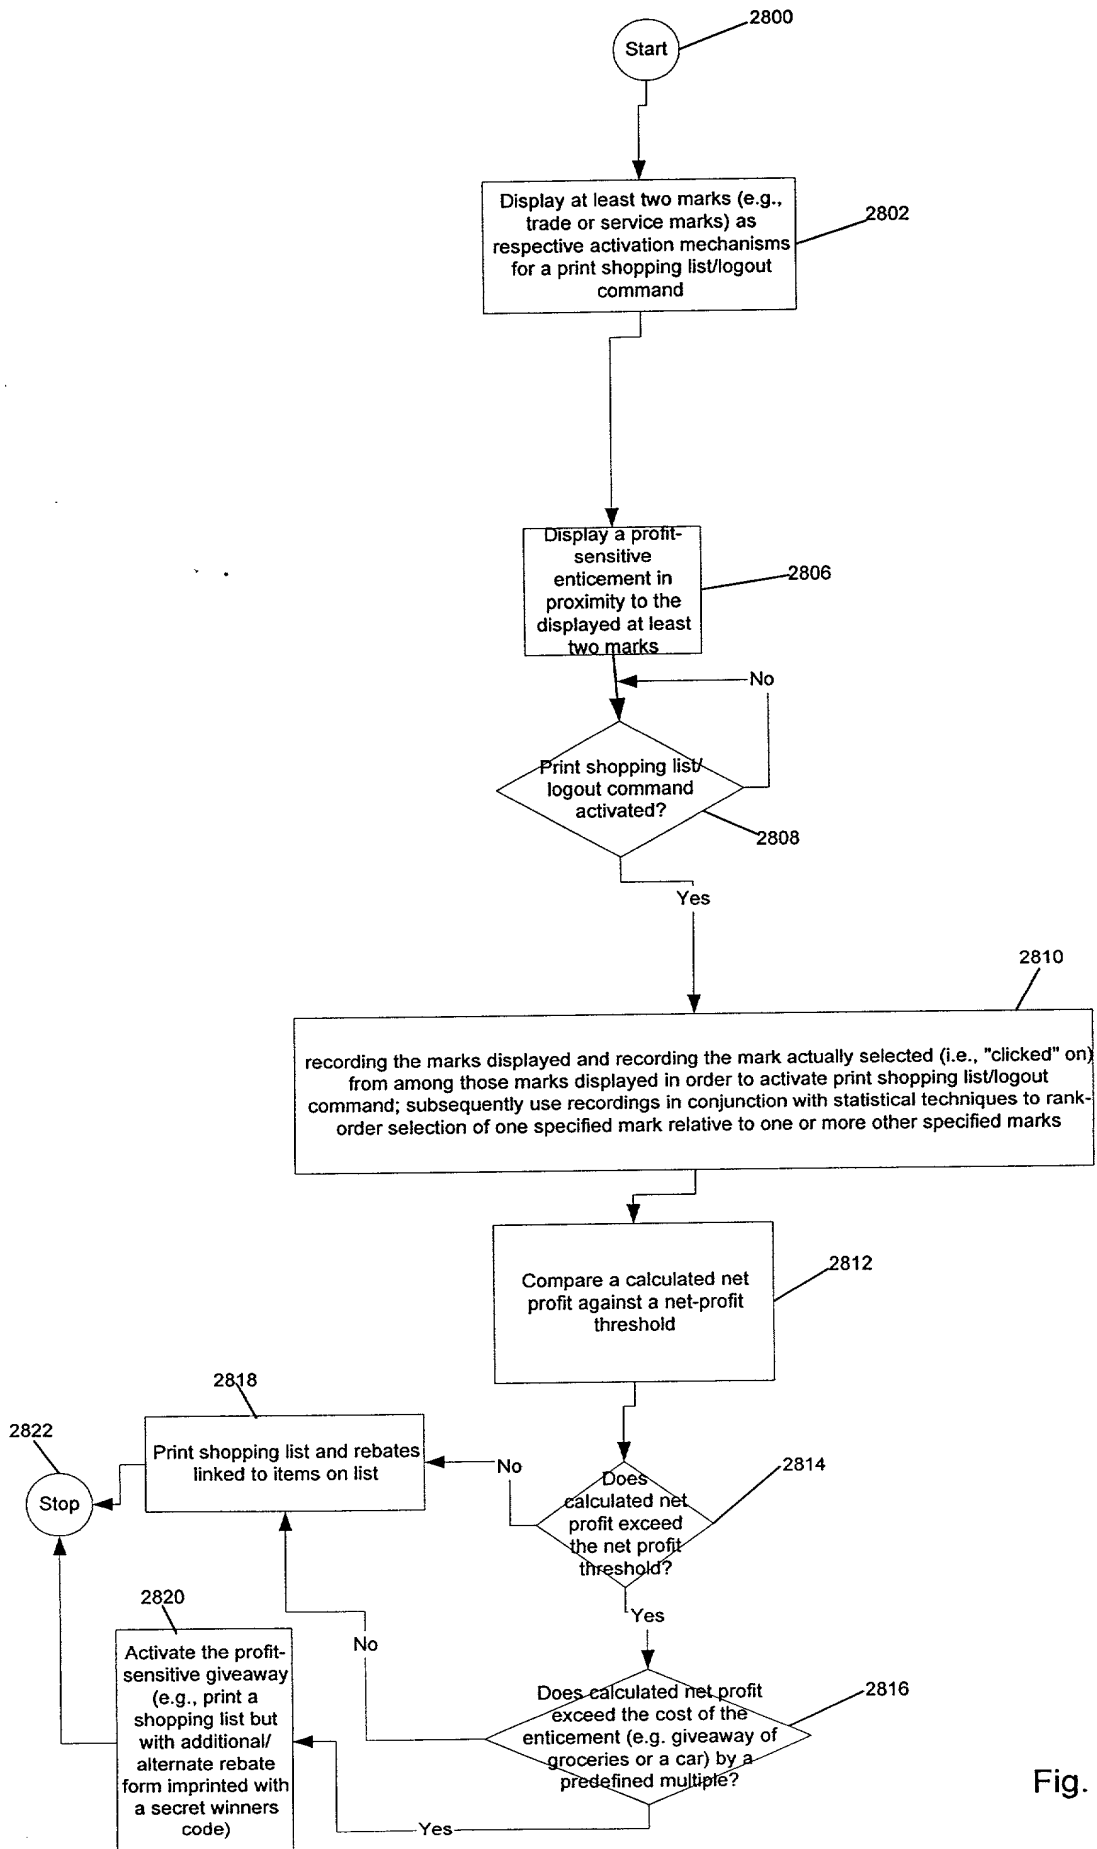 2800
Start
Display at least two marks (e.g.,
trade or service marks) as
respective activation mechanisms
for a print shopping list/logout
command
2802
Display a profit-
sensitive
enticement in
proximity to the
displayed at least
two marks
2806
No
Print shopping list/
logout command
activated?
2808
Yes
2810
recording the marks displayed and recording the mark actually selected (i.e., "clicked" on)
from among those marks displayed in order to activate print shopping list/logout
command; subsequently use recordings in conjunction with statistical techniques to rank-
order selection of one specified mark relative to one or more other specified marks
Compare a calculated net
profit against a net-profit
threshold
2812
2818
2822
Print shopping list and rebates
linked to items on list
Stop
No
Does
calculated net
profit exceed
the net profit
threshold?
2814
Yes
2820
No
Activate the profit-
sensitive giveaway
(e.g., print a
shopping list but
with additional/
alternate rebate
form imprinted with
a secret winners
code)
Does calculated net profit
exceed the cost of the
enticement (e.g. giveaway of
groceries or a car) by a
predefined multiple?
2816
Yes
Fig.